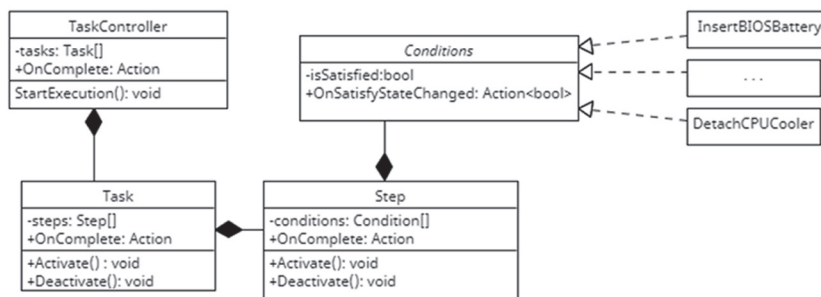 TaskController
-tasks: Task[]
+OnComplete: Action
StartExecution(): void
Conditions
-isSatisfied:bool
+OnSatisfyStateChanged: Action<bool>
InsertBIOSBattery
...
DetachCPUCooler
Task
-steps: Step[]
+OnComplete: Action
+Activate() : void
+Deactivate(): void
Step
-conditions: Condition[]
+OnComplete: Action
+Activate(): void
+Deactivate(): void